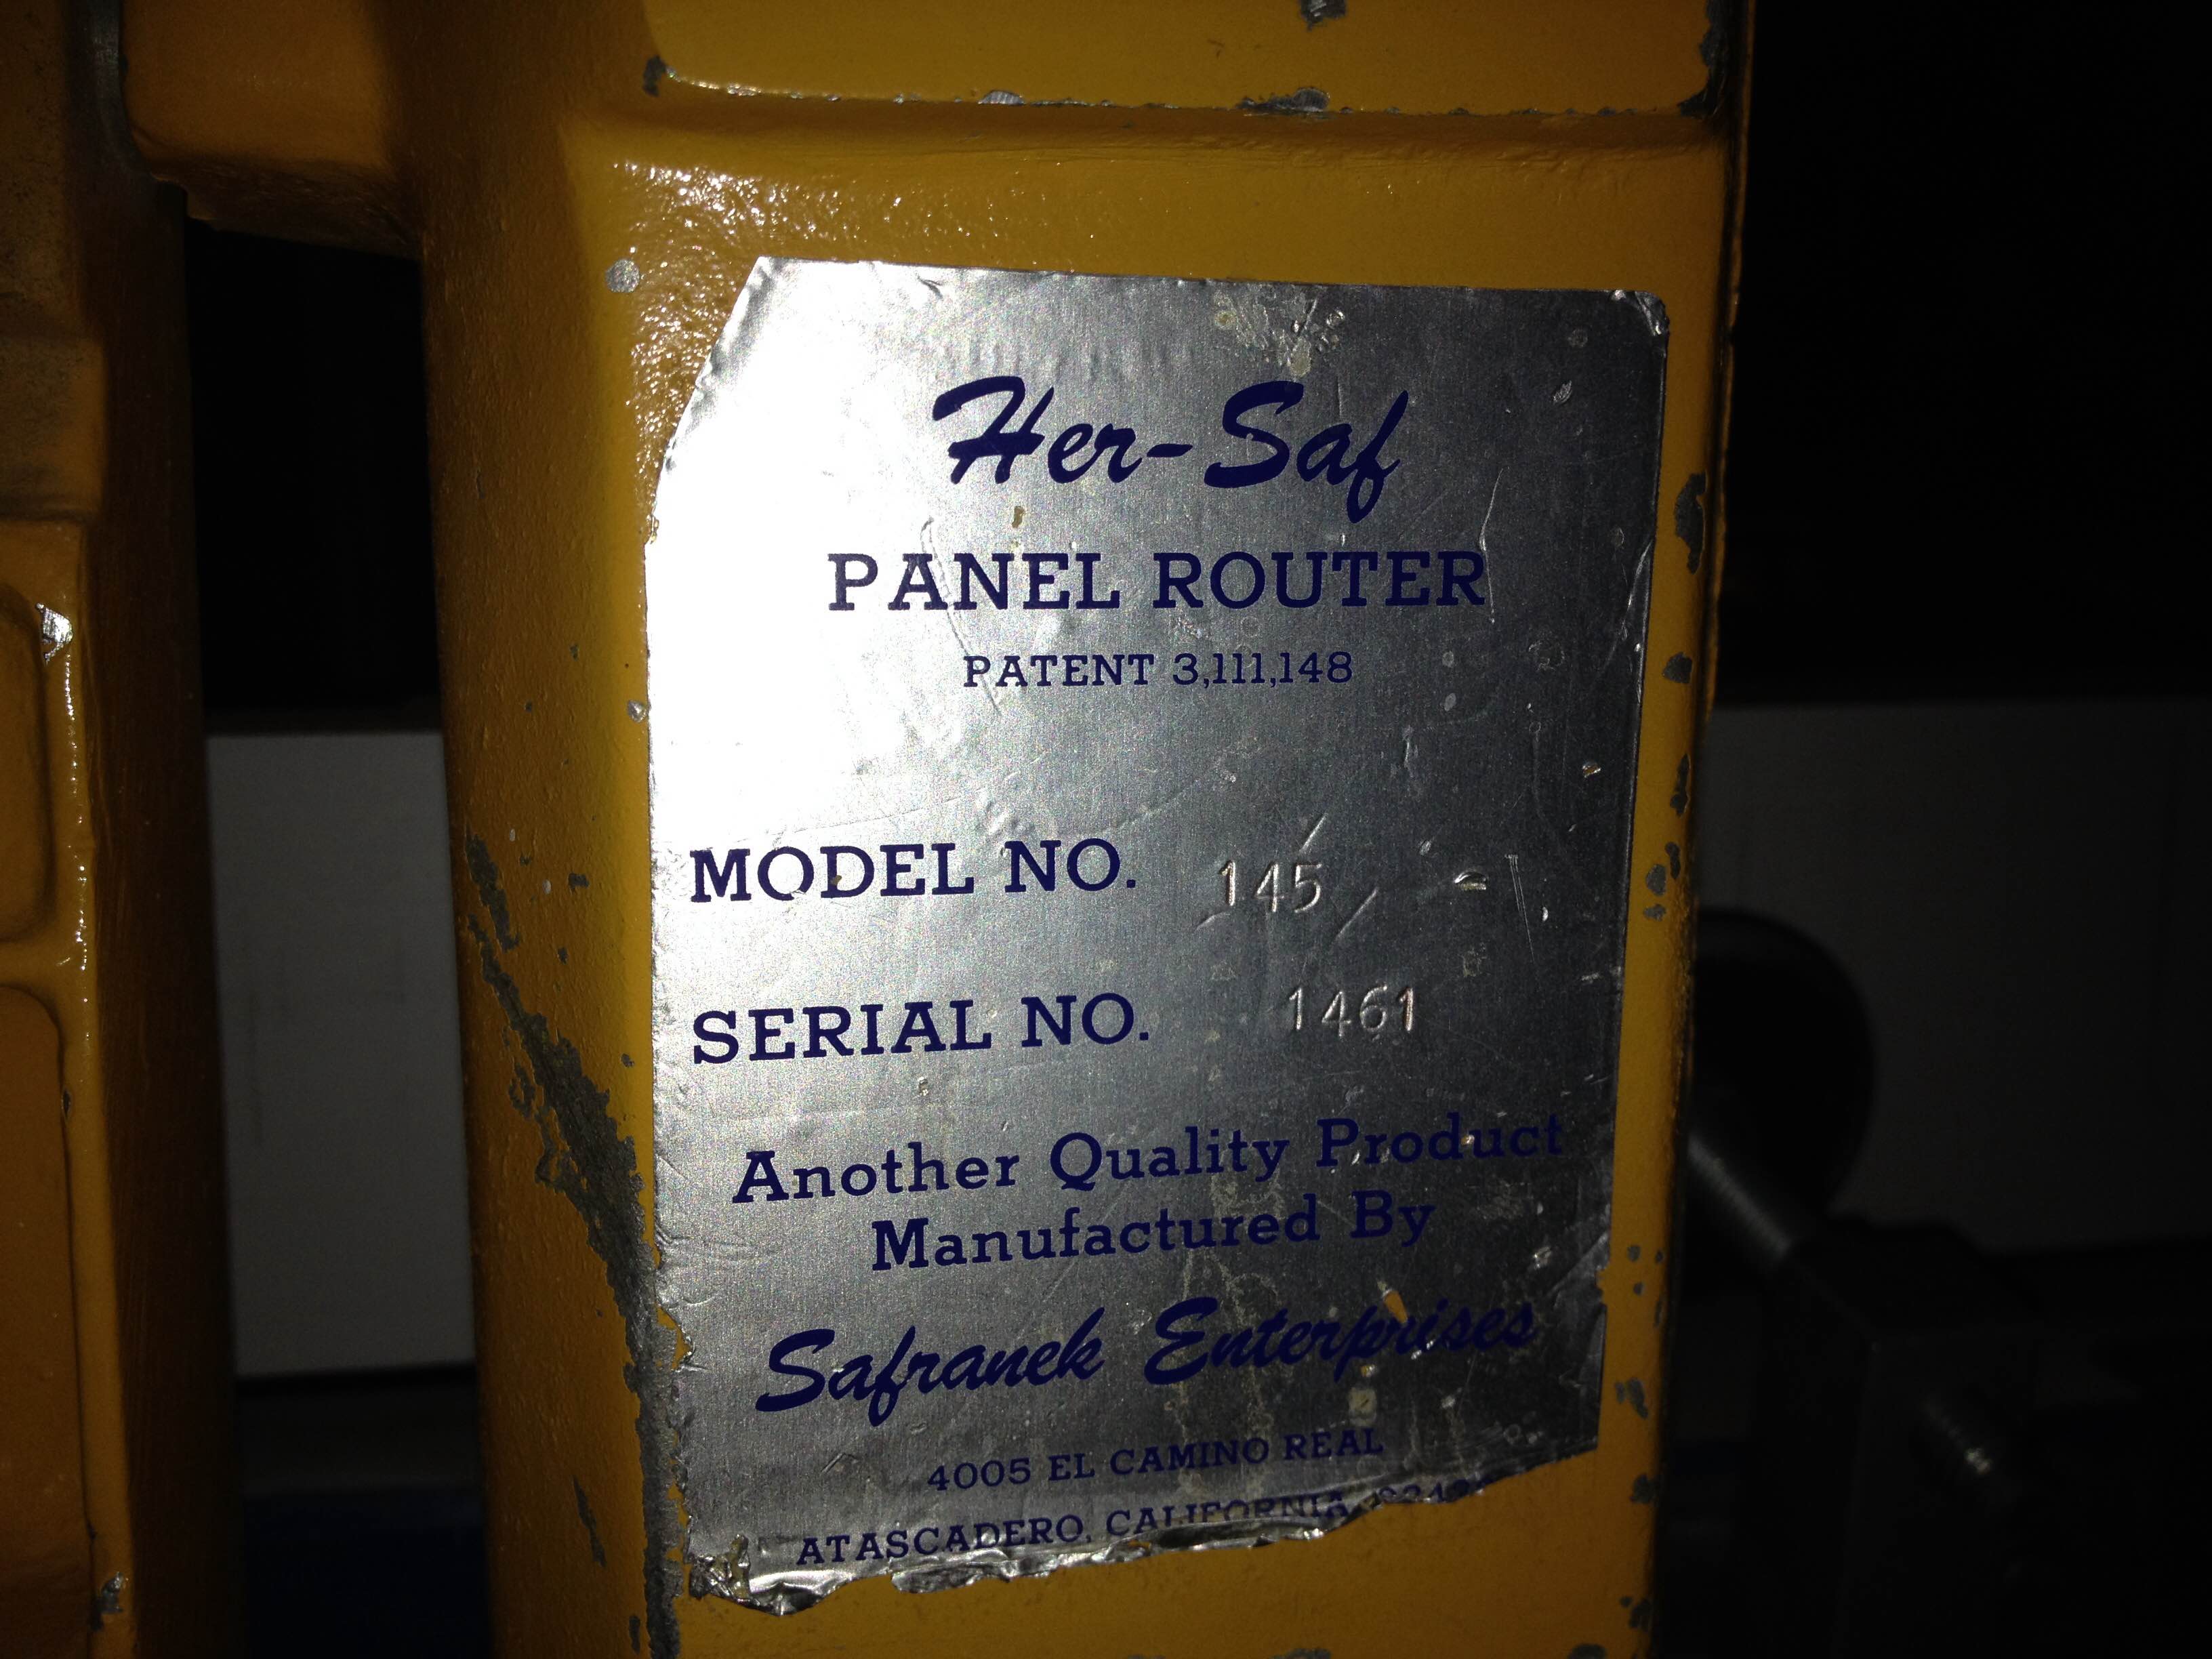 Her-Saf
PANEL ROUTER
PATENT 3,111,148
MODEL NO. 145
SERIAL NO. 1461
Another Quality Product
Manufactured By
Safranek Enterprises
4005 EL CAMINO REAL
ATASCADERO, CALIFORNIA